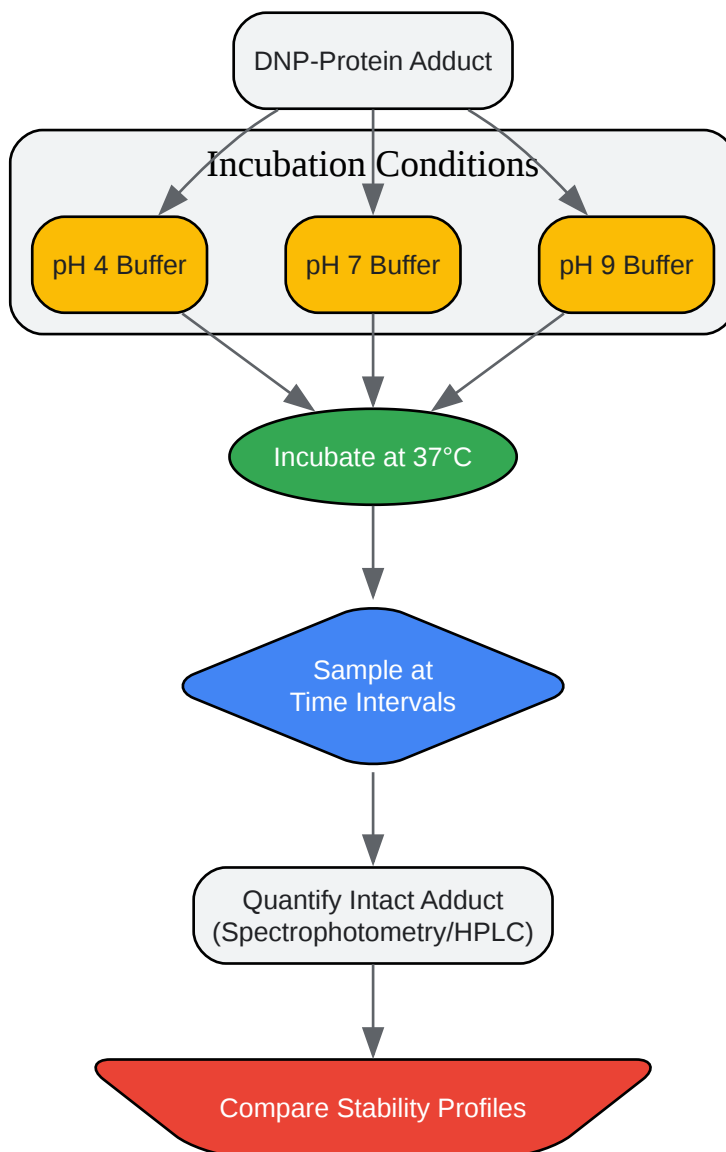 DNP-Protein Adduct
Incubation Conditions
pH 4 Buffer
pH 7 Buffer
pH 9 Buffer
Incubate at 37°C
Sample at
Time Intervals
Quantify Intact Adduct
(Spectrophotometry/HPLC)
Compare Stability Profiles